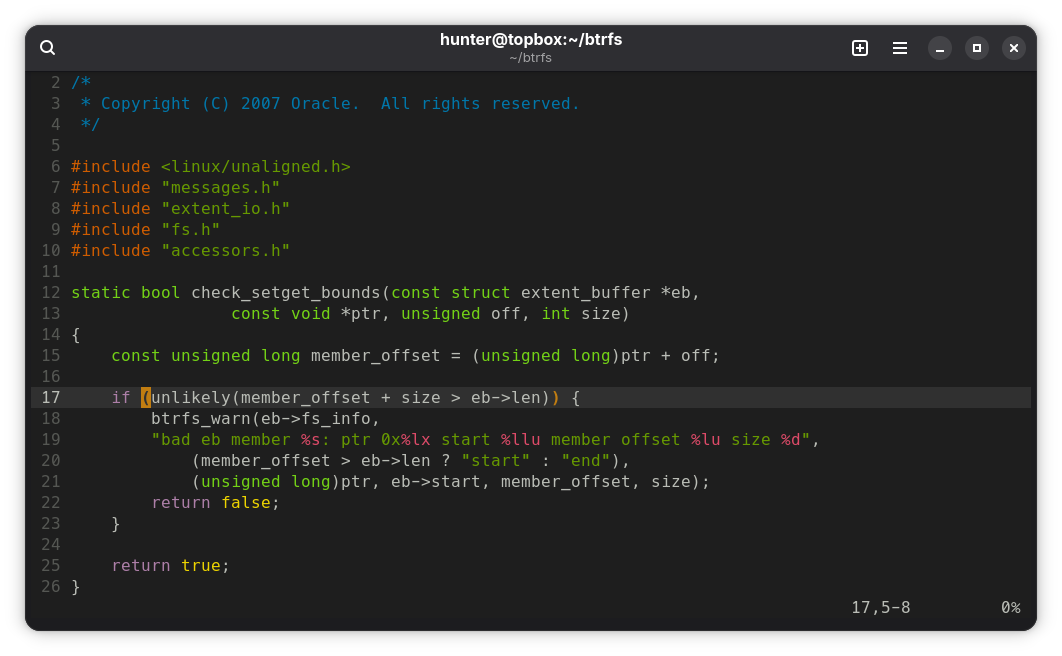 hunter@topbox:~/btrfs
~/btrfs
2 /*
3  * Copyright (C) 2007 Oracle.  All rights reserved.
4  */
5
6 #include <linux/unaligned.h>
7 #include "messages.h"
8 #include "extent_io.h"
9 #include "fs.h"
10 #include "accessors.h"
11
12 static bool check_setget_bounds(const struct extent_buffer *eb,
13                 const void *ptr, unsigned off, int size)
14 {
15     const unsigned long member_offset = (unsigned long)ptr + off;
16
17     if (unlikely(member_offset + size > eb->len)) {
18         btrfs_warn(eb->fs_info,
19         "bad eb member %s: ptr 0x%lx start %llu member offset %lu size %d",
20             (member_offset > eb->len ? "start" : "end"),
21             (unsigned long)ptr, eb->start, member_offset, size);
22         return false;
23     }
24
25     return true;
26 }
17,5-8 0%